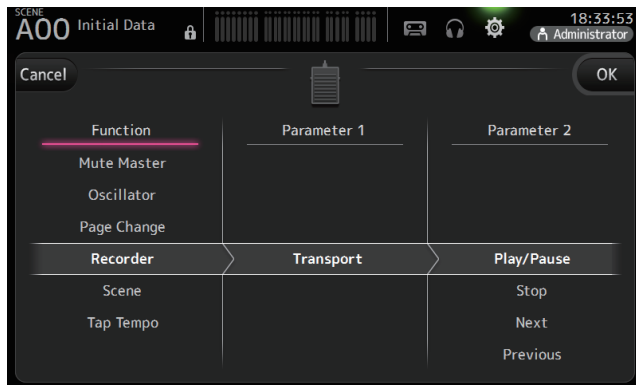 SCENE
A00 Initial Data
18:33:53
Administrator
Cancel
OK
Function
Parameter 1
Parameter 2
Mute Master
Oscillator
Page Change
Recorder
Transport
Play/Pause
Scene
Stop
Tap Tempo
Next
Previous